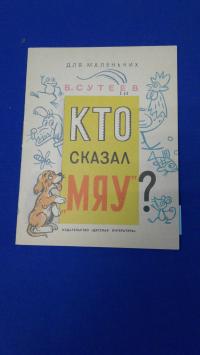 ДЛЯ МАЛЕНЬКИХ
В. СУТЕЕВ
КТО
СКАЗАЛ
„МЯУ"?
ИЗДАТЕЛЬСТВО «ДЕТСКАЯ ЛИТЕРАТУРА»